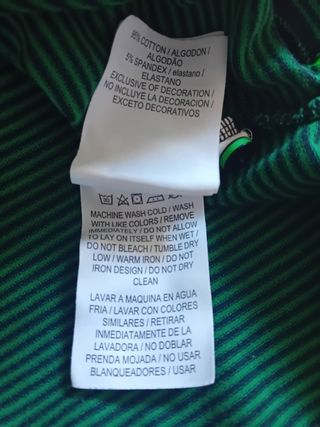 95% COTTON / ALGODON /
ALGODÃO
5% SPANDEX / elastano /
ELASTANO
EXCLUSIVE OF DECORATION /
NO INCLUYE LA DECORACION /
EXCETO DECORATIVOS
MACHINE WASH COLD / WASH
WITH LIKE COLORS / REMOVE
IMMEDIATELY / DO NOT ALLOW
TO LAY ON ITSELF WHEN WET /
DO NOT BLEACH / TUMBLE DRY
LOW / WARM IRON / DO NOT
IRON DESIGN / DO NOT DRY
CLEAN
LAVAR A MAQUINA EN AGUA
FRIA / LAVAR CON COLORES
SIMILARES / RETIRAR
INMEDIATAMENTE DE LA
LAVADORA / NO DOBLAR
PRENDA MOJADA / NO USAR
BLANQUEADORES / USAR